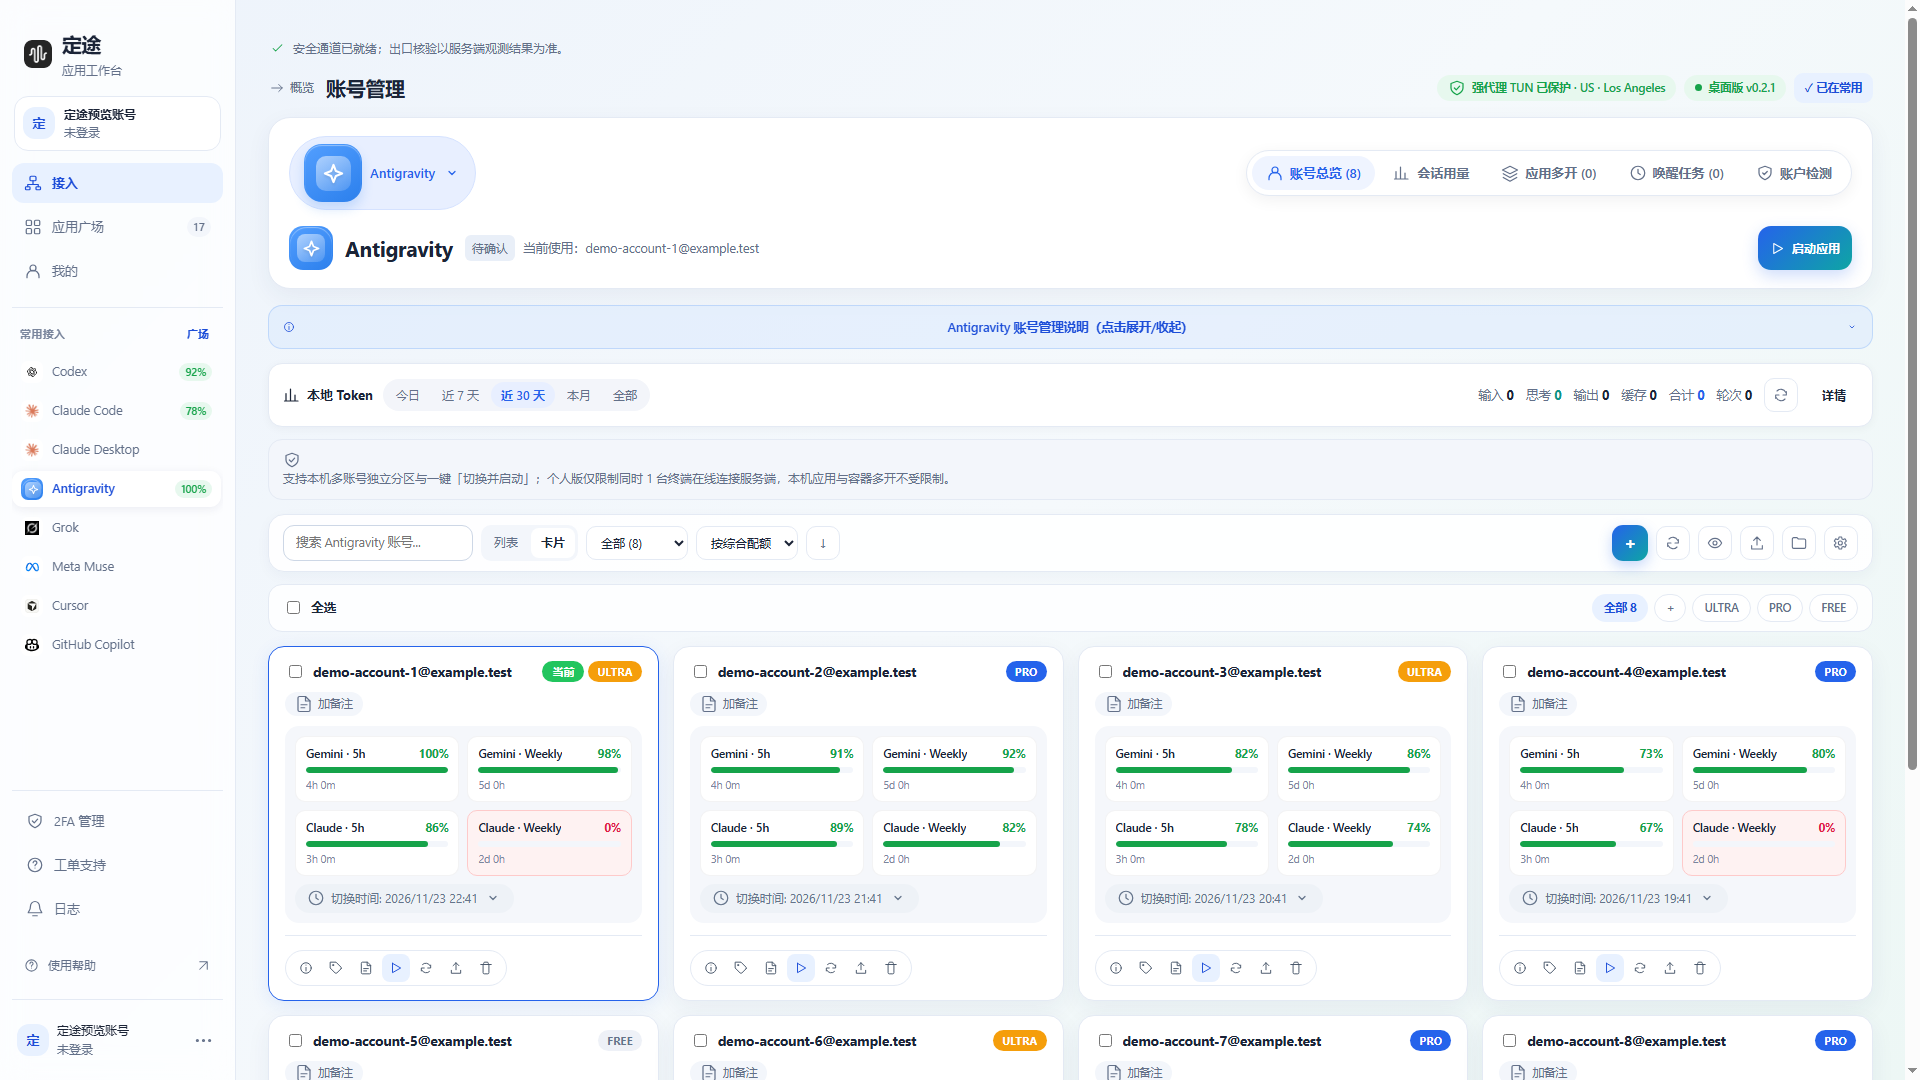 定途
应用工作台
定
定途预览账号
未登录
接入
应用广场 17
我的
常用接入 广场
Codex 92%
Claude Code 78%
Claude Desktop
Antigravity 100%
Grok
Meta Muse
Cursor
GitHub Copilot
2FA 管理
工单支持
日志
使用帮助
定
定途预览账号
未登录
安全通道已就绪；出口核验以服务端观测结果为准。
概览 账号管理
强代理 TUN 已保护 · US · Los Angeles
桌面版 v0.2.1
✓已在常用
Antigravity
账号总览 (8)
会话用量
应用多开 (0)
唤醒任务 (0)
账户检测
Antigravity 待确认 当前使用：demo-account-1@example.test
启动应用
Antigravity 账号管理说明（点击展开/收起）
本地 Token 今日 近 7 天 近 30 天 本月 全部
输入 0 思考 0 输出 0 缓存 0 合计 0 轮次 0 详情
支持本机多账号独立分区与一键「切换并启动」；个人版仅限制同时 1 台终端在线连接服务端，本机应用与容器多开不受限制。
搜索 Antigravity 账号... 列表 卡片 全部 (8) 按综合配额 ↓
+
全选
全部 8 + ULTRA PRO FREE
demo-account-1@example.test 当前 ULTRA
加备注
Gemini · 5h 100%
4h 0m
Gemini · Weekly 98%
5d 0h
Claude · 5h 86%
3h 0m
Claude · Weekly 0%
2d 0h
切换时间: 2026/11/23 22:41
demo-account-2@example.test PRO
加备注
Gemini · 5h 91%
4h 0m
Gemini · Weekly 92%
5d 0h
Claude · 5h 89%
3h 0m
Claude · Weekly 82%
2d 0h
切换时间: 2026/11/23 21:41
demo-account-3@example.test ULTRA
加备注
Gemini · 5h 82%
4h 0m
Gemini · Weekly 86%
5d 0h
Claude · 5h 78%
3h 0m
Claude · Weekly 74%
2d 0h
切换时间: 2026/11/23 20:41
demo-account-4@example.test PRO
加备注
Gemini · 5h 73%
4h 0m
Gemini · Weekly 80%
5d 0h
Claude · 5h 67%
3h 0m
Claude · Weekly 0%
2d 0h
切换时间: 2026/11/23 19:41
demo-account-5@example.test FREE
加备注
demo-account-6@example.test ULTRA
加备注
demo-account-7@example.test PRO
加备注
demo-account-8@example.test PRO
加备注